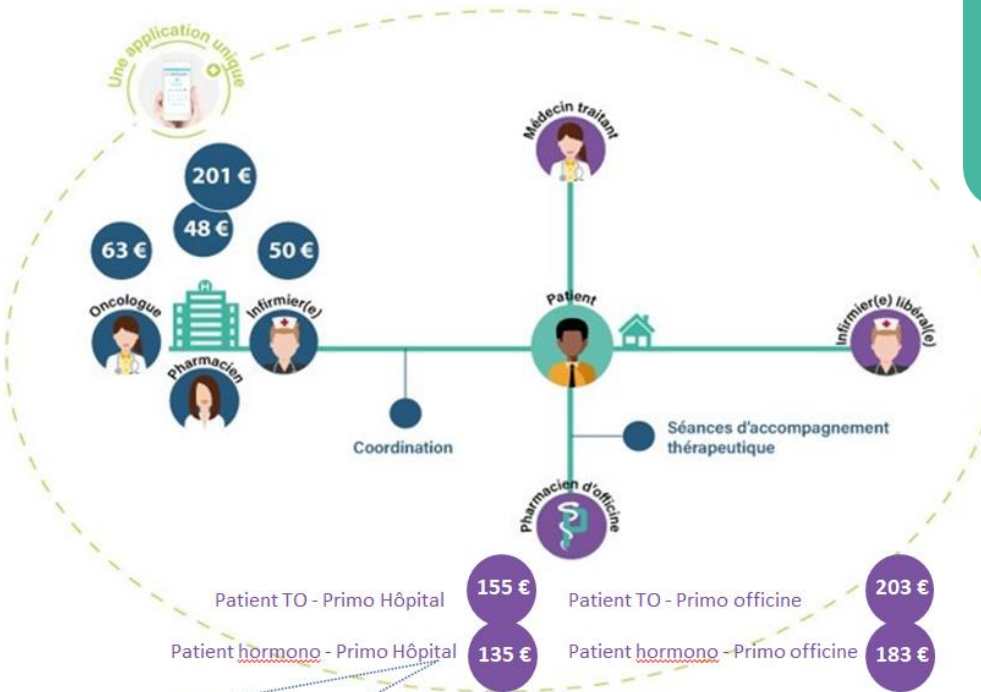 Une application unique
201 €
48 €
63 €
50 €
Médecin traitant
Oncologue
H
Infirmier(e)
Pharmacien
Patient
Infirmier(e) libéral(e)
Coordination
Séances d'accompagnement
thérapeutique
Pharmacien d'officine
Patient TO - Primo Hôpital
155 €
Patient TO - Primo officine
203 €
Patient hormono - Primo Hôpital
135 €
Patient hormono - Primo officine
183 €